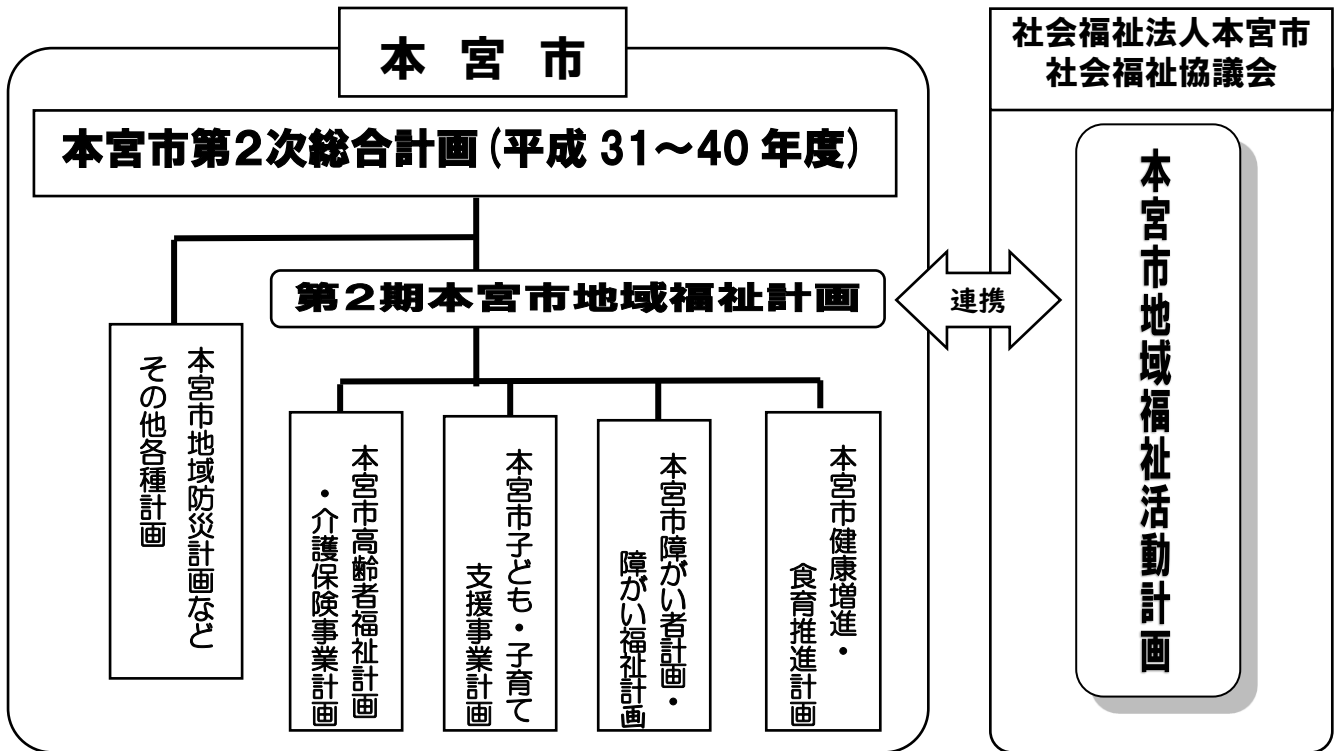 本宮市
本宮市第2次総合計画(平成31～40年度)
第2期本宮市地域福祉計画
本宮市地域防災計画など
その他各種計画
本宮市高齢者福祉計画
・介護保険事業計画
本宮市子ども・子育て
支援事業計画
本宮市障がい者計画・
障がい福祉計画
本宮市健康増進・
食育推進計画
連携
社会福祉法人本宮市
社会福祉協議会
本宮市地域福祉活動計画